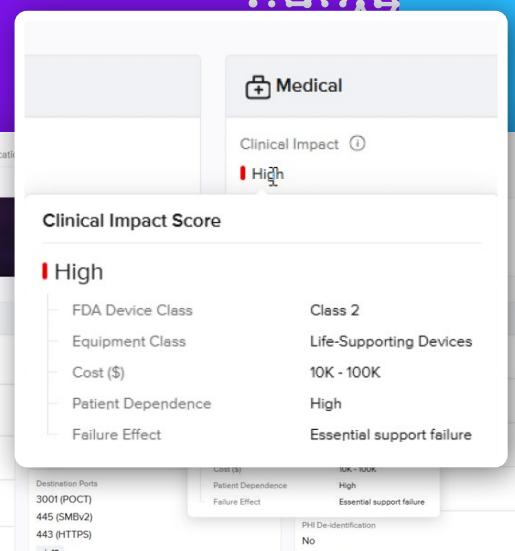 Medical
Clinical Impact
High
Clinical Impact Score
High
FDA Device Class Class 2
Equipment Class Life-Supporting Devices
Cost ($) 10K - 100K
Patient Dependence High
Failure Effect Essential support failure
Cost ($) 10K - 100K
Patient Dependence High
Failure Effect Essential support failure
Destination Ports
3001 (POCT)
445 (SMBv2)
443 (HTTPS)
PHI De-identification
No